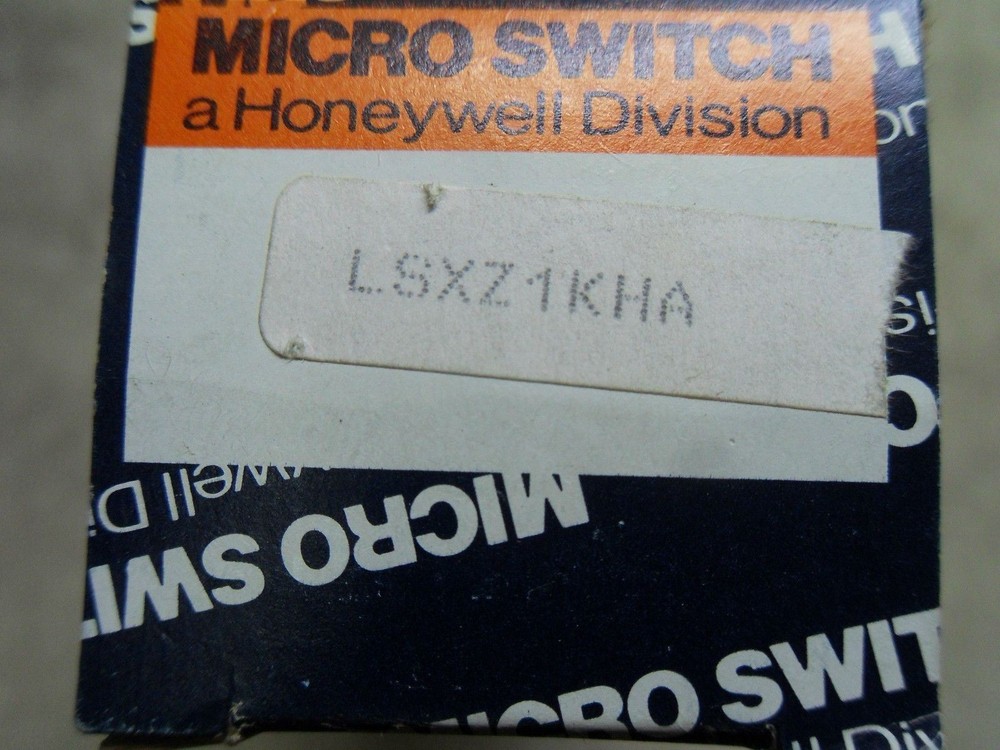 MICRO SWITCH
a Honeywell Division
LSXZ1KHA
MICRO SWIT
MICRO SWIT